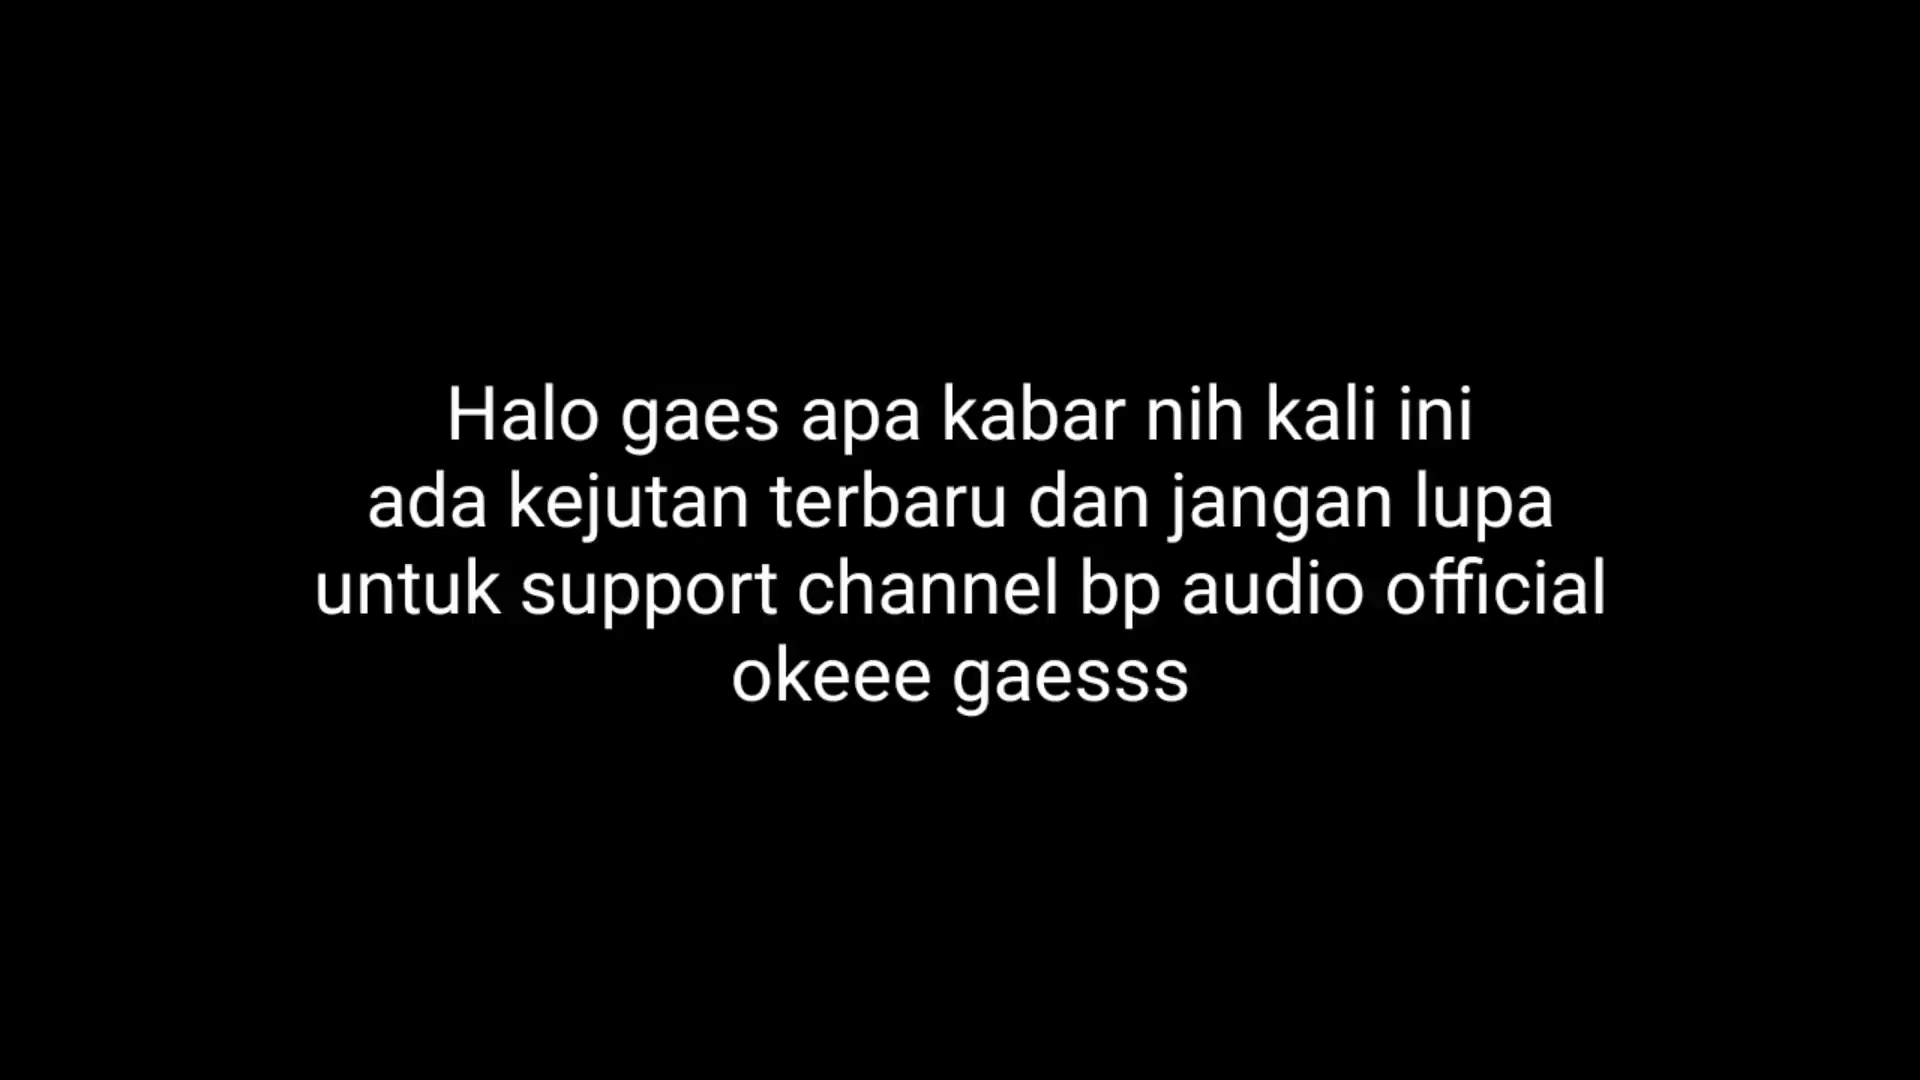 Halo gaes apa kabar nih kali ini
ada kejutan terbaru dan jangan lupa
untuk support channel bp audio official
okeee gaesss